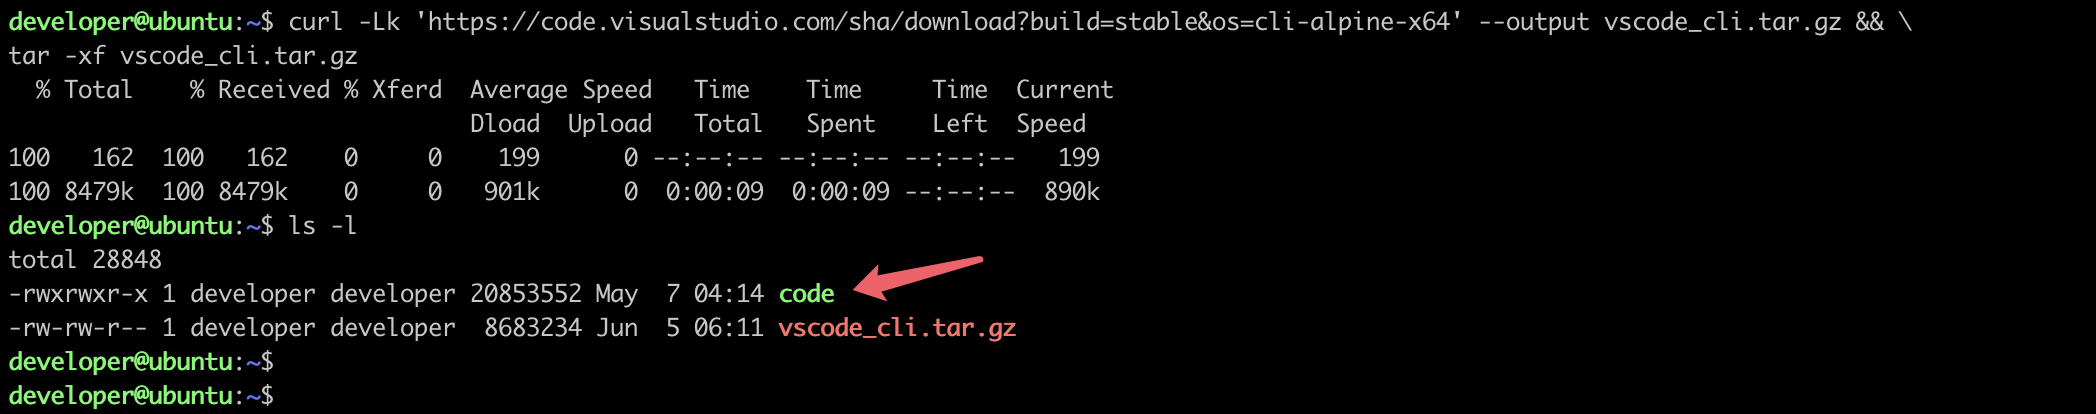 developer@ubuntu:~$ curl -Lk 'https://code.visualstudio.com/sha/download?build=stable&os=cli-alpine-x64' --output vscode_cli.tar.gz && \
tar -xf vscode_cli.tar.gz
  % Total    % Received % Xferd  Average Speed   Time    Time     Time  Current
                                 Dload  Upload   Total   Spent    Left  Speed
100   162  100   162    0     0    199      0 --:--:-- --:--:-- --:--:--   199
100 8479k  100 8479k    0     0   901k      0  0:00:09  0:00:09 --:--:--  890k
developer@ubuntu:~$ ls -l
total 28848
-rwxrwxr-x 1 developer developer 20853552 May  7 04:14 code
-rw-rw-r-- 1 developer developer  8683234 Jun  5 06:11 vscode_cli.tar.gz
developer@ubuntu:~$
developer@ubuntu:~$